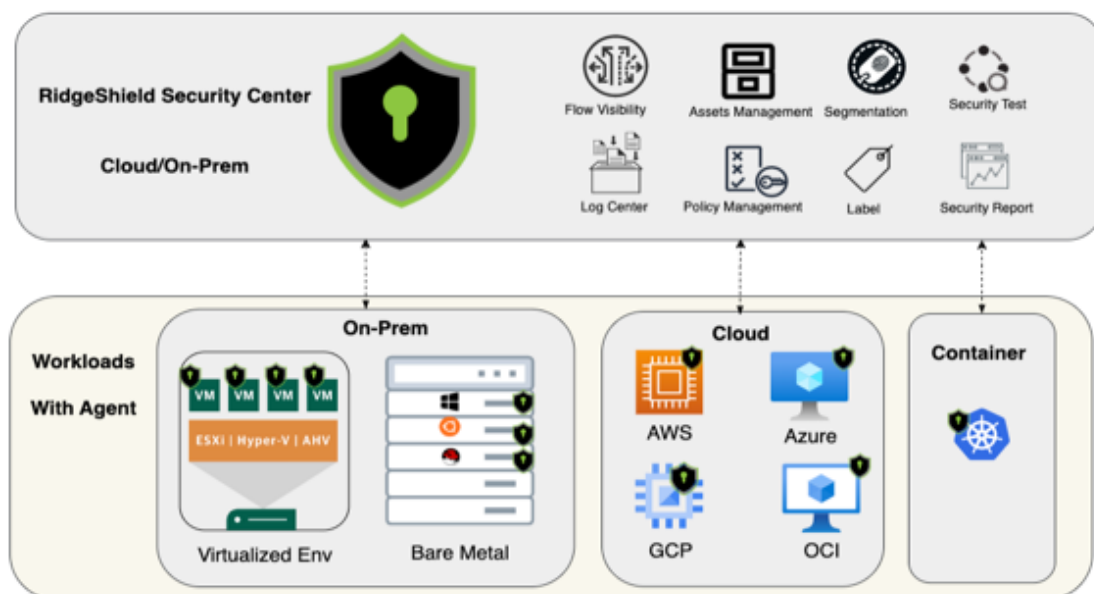 RidgeShield Security Center
Cloud/On-Prem
Flow Visibility
Assets Management
Segmentation
Security Test
Log Center
Policy Management
Label
Security Report
Workloads
With Agent
On-Prem
VM
VM
VM
VM
ESXi | Hyper-V | AHV
Virtualized Env
Bare Metal
Cloud
AWS
Azure
GCP
OCI
Container